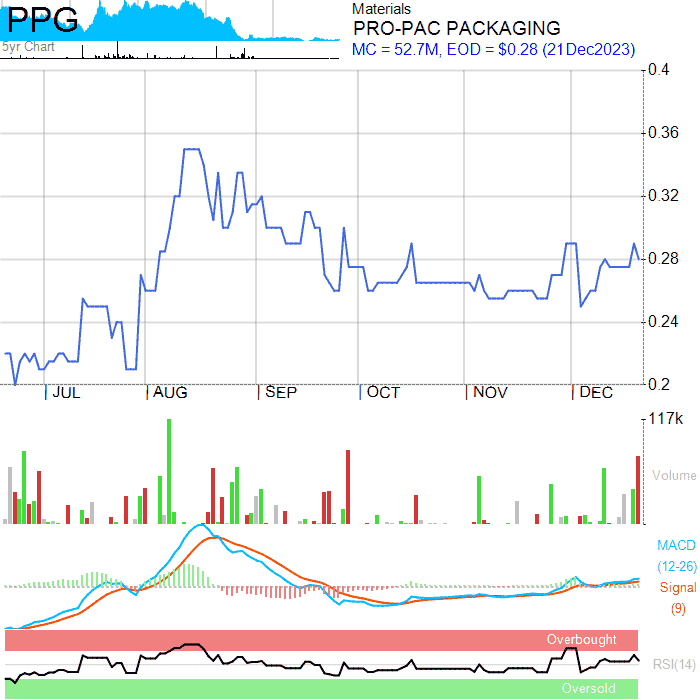 PPG
5yr Chart
Materials
PRO-PAC PACKAGING
MC = 52.7M, EOD = $0.28 (21Dec2023)
0.4
0.36
0.32
0.28
0.24
0.2
JUL AUG SEP OCT NOV DEC
117k
Volume
MACD
(12-26)
Signal
(9)
Overbought
RSI(14)
Oversold